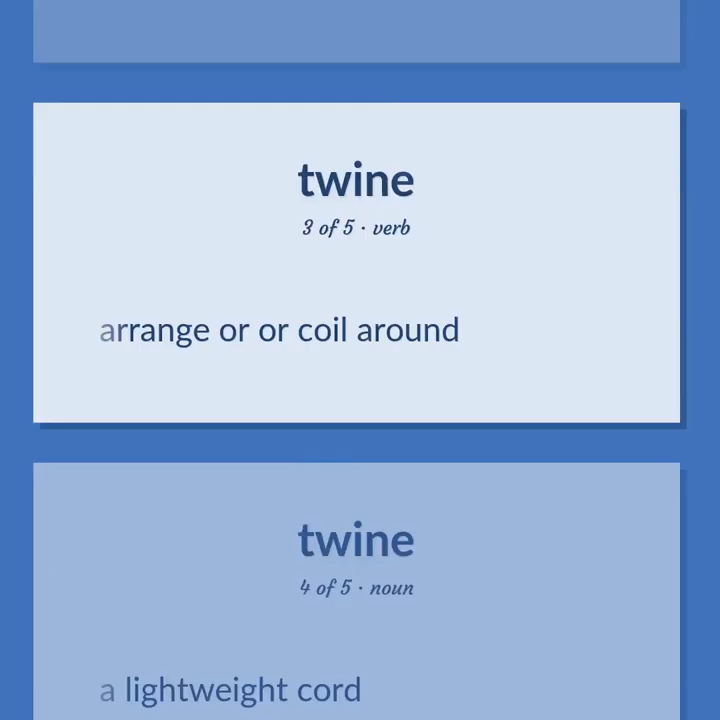 twine
3 of 5 · verb
arrange or or coil around
twine
4 of 5 · noun
a lightweight cord